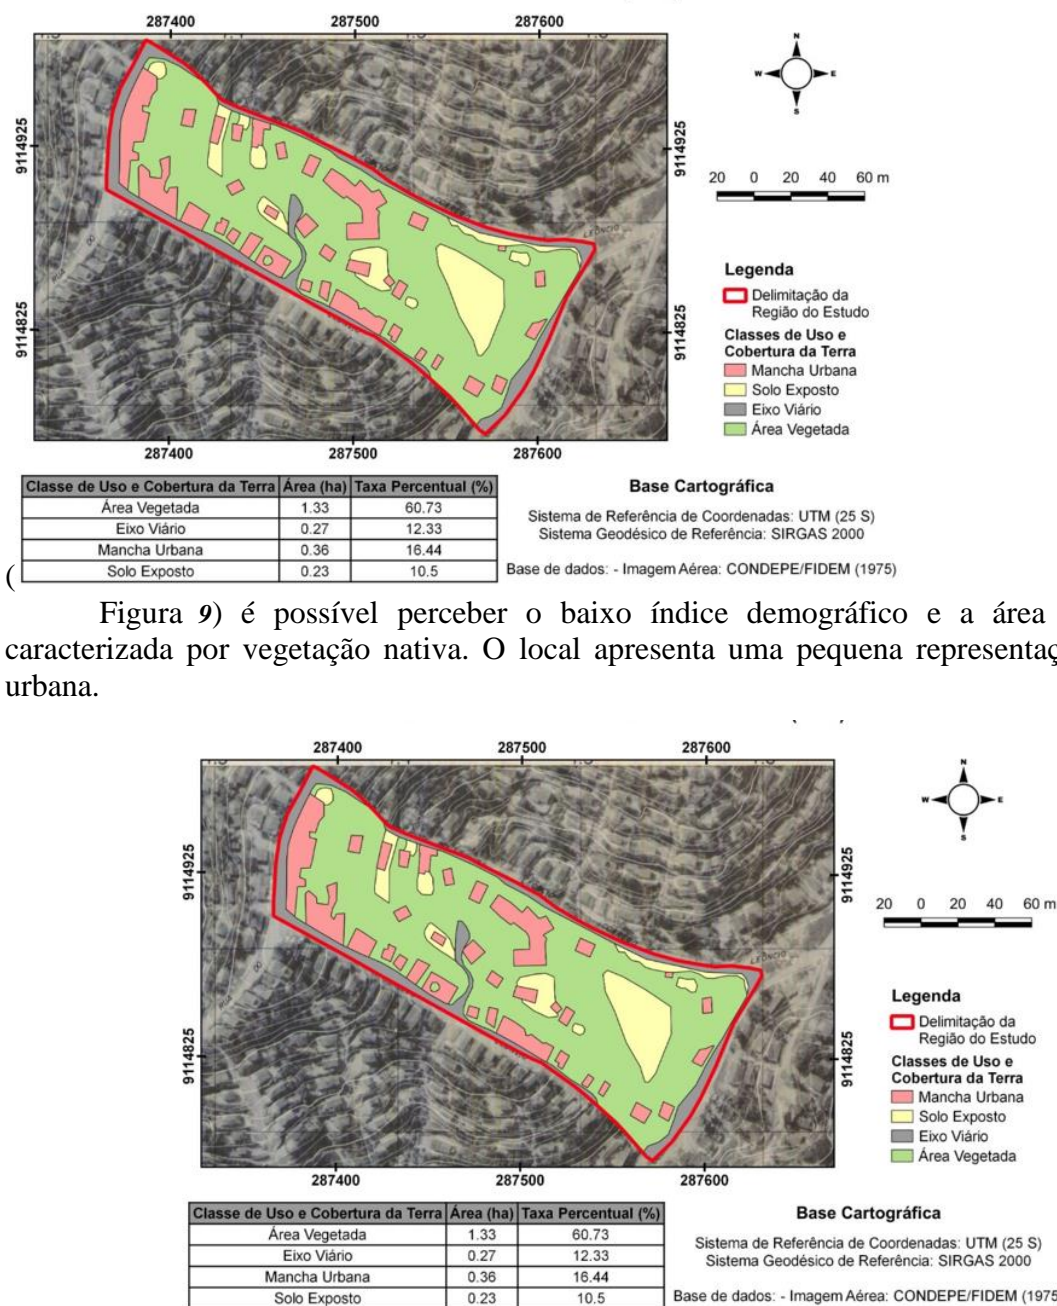 287400 287500 287600
N
W E
S
9114925 9114925
20 0 20 40 60 m
LEÔNCIO
Legenda
Delimitação da
Região do Estudo
9114825 9114825
Classes de Uso e
Cobertura da Terra
Mancha Urbana
Solo Exposto
Eixo Viário
Área Vegetada
287400 287500 287600
Classe de Uso e Cobertura da Terra Área (ha) Taxa Percentual (%)
Área Vegetada 1.33 60.73
Eixo Viário 0.27 12.33
Mancha Urbana 0.36 16.44
Solo Exposto 0.23 10.5
Base Cartográfica
Sistema de Referência de Coordenadas: UTM (25 S)
Sistema Geodésico de Referência: SIRGAS 2000
Base de dados: - Imagem Aérea: CONDEPE/FIDEM (1975)
(
Figura 9) é possível perceber o baixo índice demográfico e a área
caracterizada por vegetação nativa. O local apresenta uma pequena representaç
urbana.
287400 287500 287600
N
W E
S
9114925 9114925
20 0 20 40 60 m
LEÔNCIO
Legenda
Delimitação da
Região do Estudo
9114825 9114825
Classes de Uso e
Cobertura da Terra
Mancha Urbana
Solo Exposto
Eixo Viário
Área Vegetada
287400 287500 287600
Classe de Uso e Cobertura da Terra Área (ha) Taxa Percentual (%)
Área Vegetada 1.33 60.73
Eixo Viário 0.27 12.33
Mancha Urbana 0.36 16.44
Solo Exposto 0.23 10.5
Base Cartográfica
Sistema de Referência de Coordenadas: UTM (25 S)
Sistema Geodésico de Referência: SIRGAS 2000
Base de dados: - Imagem Aérea: CONDEPE/FIDEM (1975